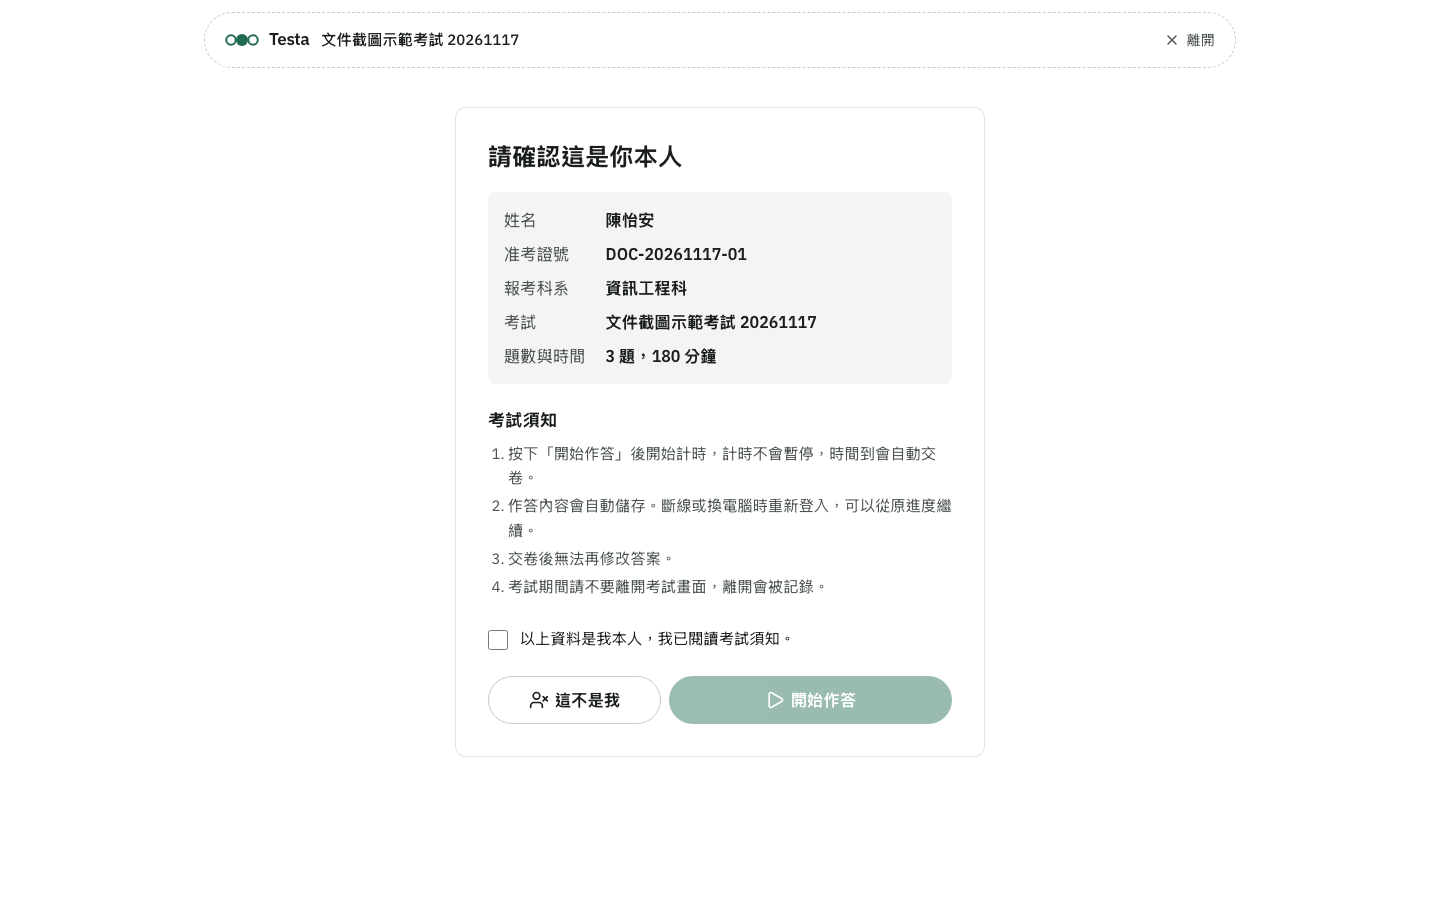 Testa 文件截圖示範考試 20261117
離開
請確認這是你本人
姓名 陳怡安
准考證號 DOC-20261117-01
報考科系 資訊工程科
考試 文件截圖示範考試 20261117
題數與時間 3 題，180 分鐘
考試須知
1. 按下「開始作答」後開始計時，計時不會暫停，時間到會自動交
卷。
2. 作答內容會自動儲存。斷線或換電腦時重新登入，可以從原進度繼
續。
3. 交卷後無法再修改答案。
4. 考試期間請不要離開考試畫面，離開會被記錄。
以上資料是我本人，我已閱讀考試須知。
這不是我
開始作答